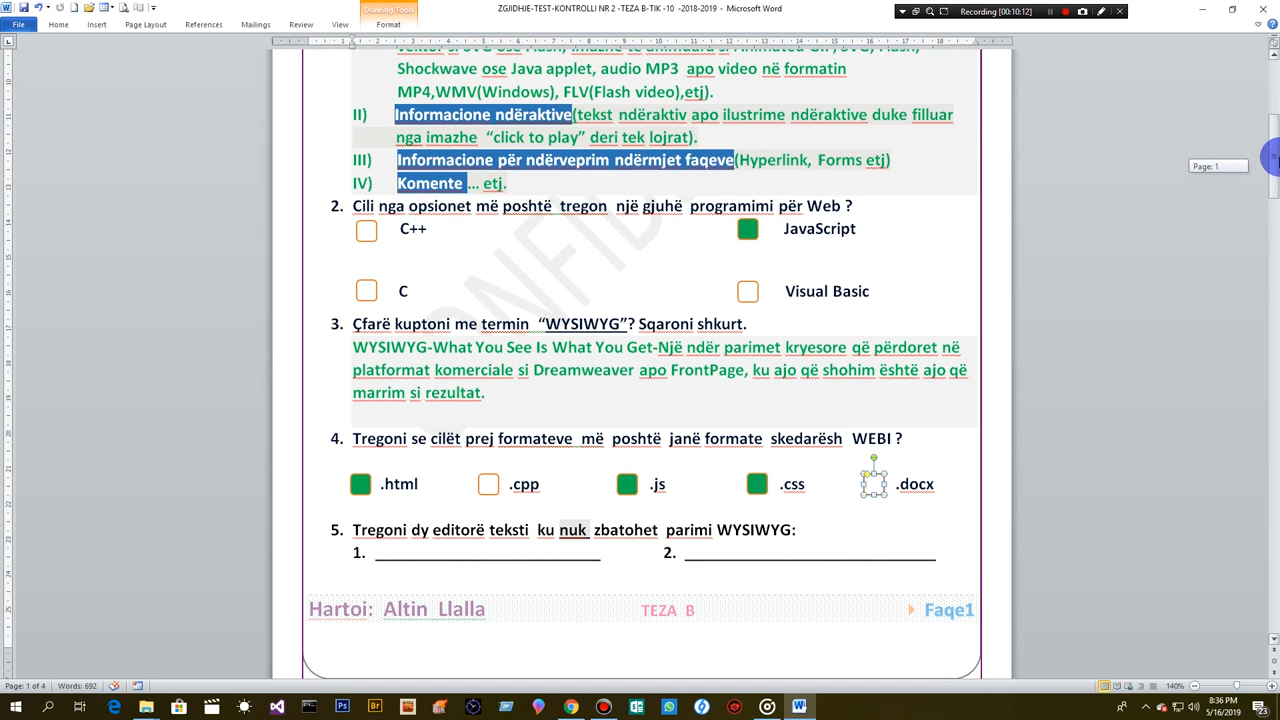 ZGJIDHJE-TEST-KONTROLLI NR 2 -TEZA B-TIK -10 -2018-2019 - Microsoft Word
Drawing Tools
Recording [00:10:12]
File Home Insert Page Layout References Mailings Review View Format
Shockwave ose Java applet, audio MP3 apo video në formatin
MP4,WMV(Windows), FLV(Flash video),etj).
II) Informacione ndëraktive(tekst ndëraktiv apo ilustrime ndëraktive duke filluar
nga imazhe “click to play” deri tek lojrat).
III) Informacione për ndërveprim ndërmjet faqeve(Hyperlink, Forms etj)
IV) Komente ... etj.
Page: 1
2. Cili nga opsionet më poshtë tregon një gjuhë programimi për Web ?
C++ JavaScript
C Visual Basic
3. Çfarë kuptoni me termin “WYSIWYG”? Sqaroni shkurt.
WYSIWYG-What You See Is What You Get-Një ndër parimet kryesore që përdoret në
platformat komerciale si Dreamweaver apo FrontPage, ku ajo që shohim është ajo që
marrim si rezultat.
4. Tregoni se cilët prej formateve më poshtë janë formate skedarësh WEBI ?
.html .cpp .js .css .docx
5. Tregoni dy editorë teksti ku nuk zbatohet parimi WYSIWYG:
1. 2.
Hartoi: Altin Llalla TEZA B Faqe1
Page: 1 of 4 Words: 692 140%
8:36 PM
5/16/2019